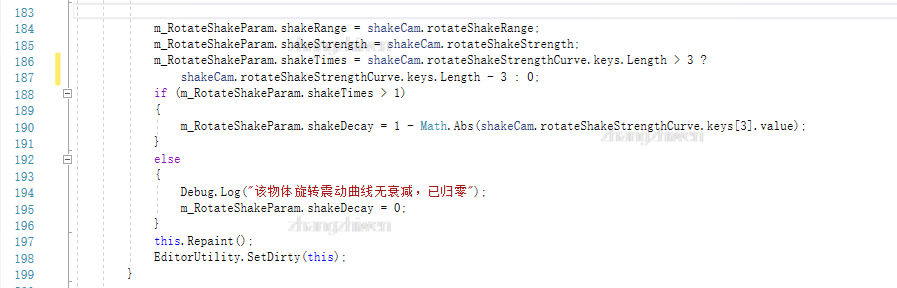 183
184 m_RotateShakeParam.shakeRange = shakeCam.rotateShakeRange;
185 m_RotateShakeParam.shakeStrength = shakeCam.rotateShakeStrength;
186 m_RotateShakeParam.shakeTimes = shakeCam.rotateShakeStrengthCurve.keys.Length > 3 ?
187 shakeCam.rotateShakeStrengthCurve.keys.Length - 3 : 0;
188 if (m_RotateShakeParam.shakeTimes > 1)
189 {
190 m_RotateShakeParam.shakeDecay = 1 - Math.Abs(shakeCam.rotateShakeStrengthCurve.keys[3].value);
191 }
192 else
193 {
194 Debug.Log("该物体旋转震动曲线无衰减，已归零");
195 m_RotateShakeParam.shakeDecay = 0;
196 }
zhangzhiwen
197 this.Repaint();
198 EditorUtility.SetDirty(this);
199 }